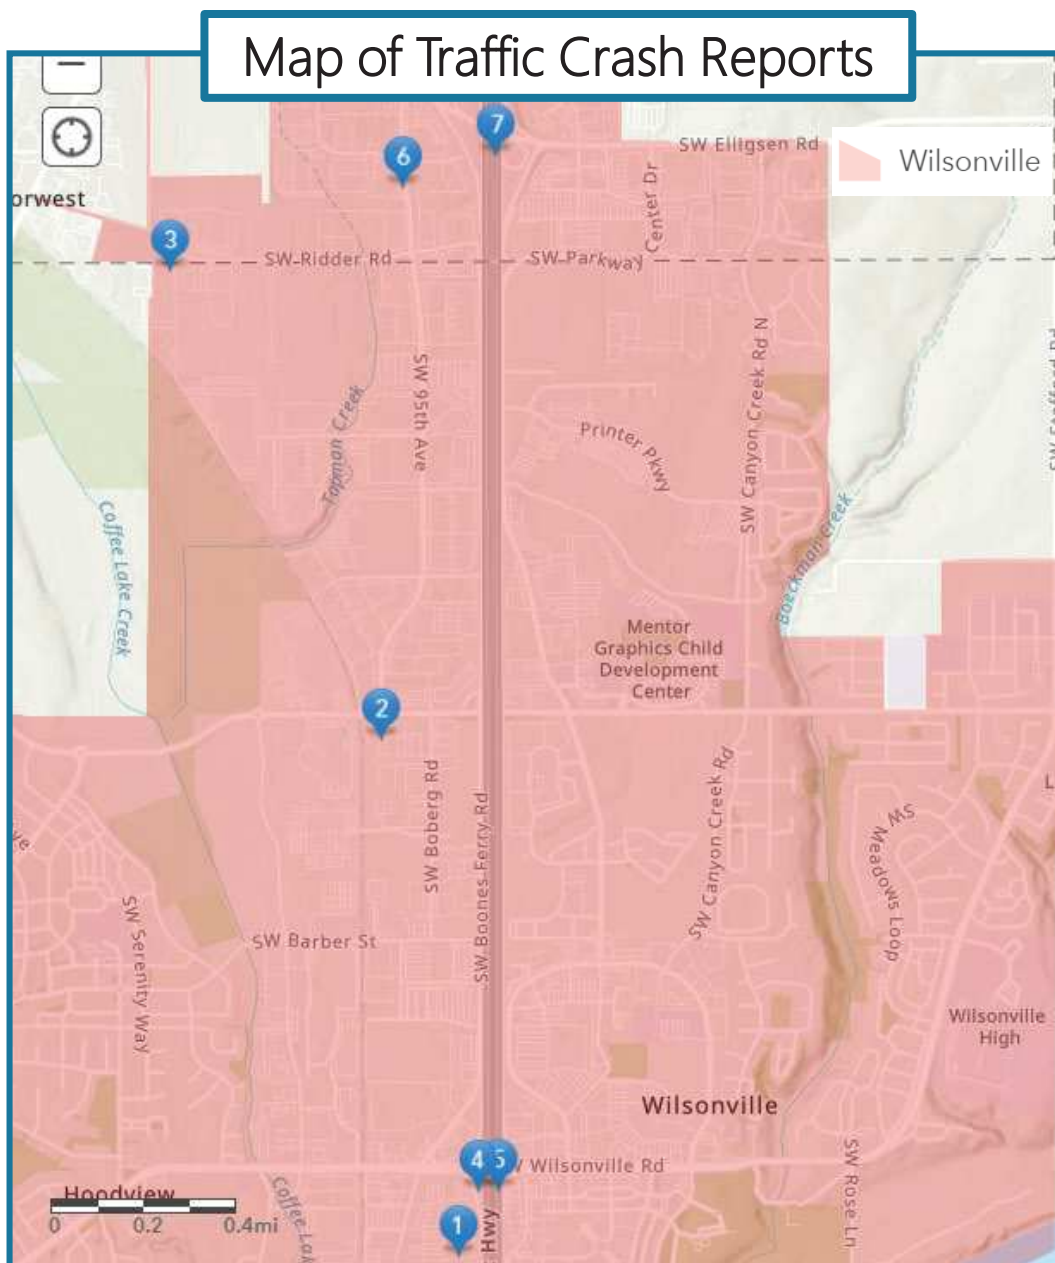 Map of Traffic Crash Reports
7
6
SW Elligsen Rd
Wilsonville
orwest
3
Center Dr
SW Ridder Rd
SW Parkway
SW 95th Ave
SW Canyon Creek Rd N
Tapman Creek
Printer Pkwy
Coffee Lake Creek
Boeckman Creek
Mentor
Graphics Child
Development
Center
2
SW Boberg Rd
SW Boones Ferry Rd
SW Canyon Creek Rd
SW Meadows Loop
SW Serenity Way
SW Barber St
Wilsonville
High
Wilsonville
4
5
Wilsonville Rd
SW Rose Ln
Hoodview
0
0.2
0.4mi
Coffee Lak
1
Hwy